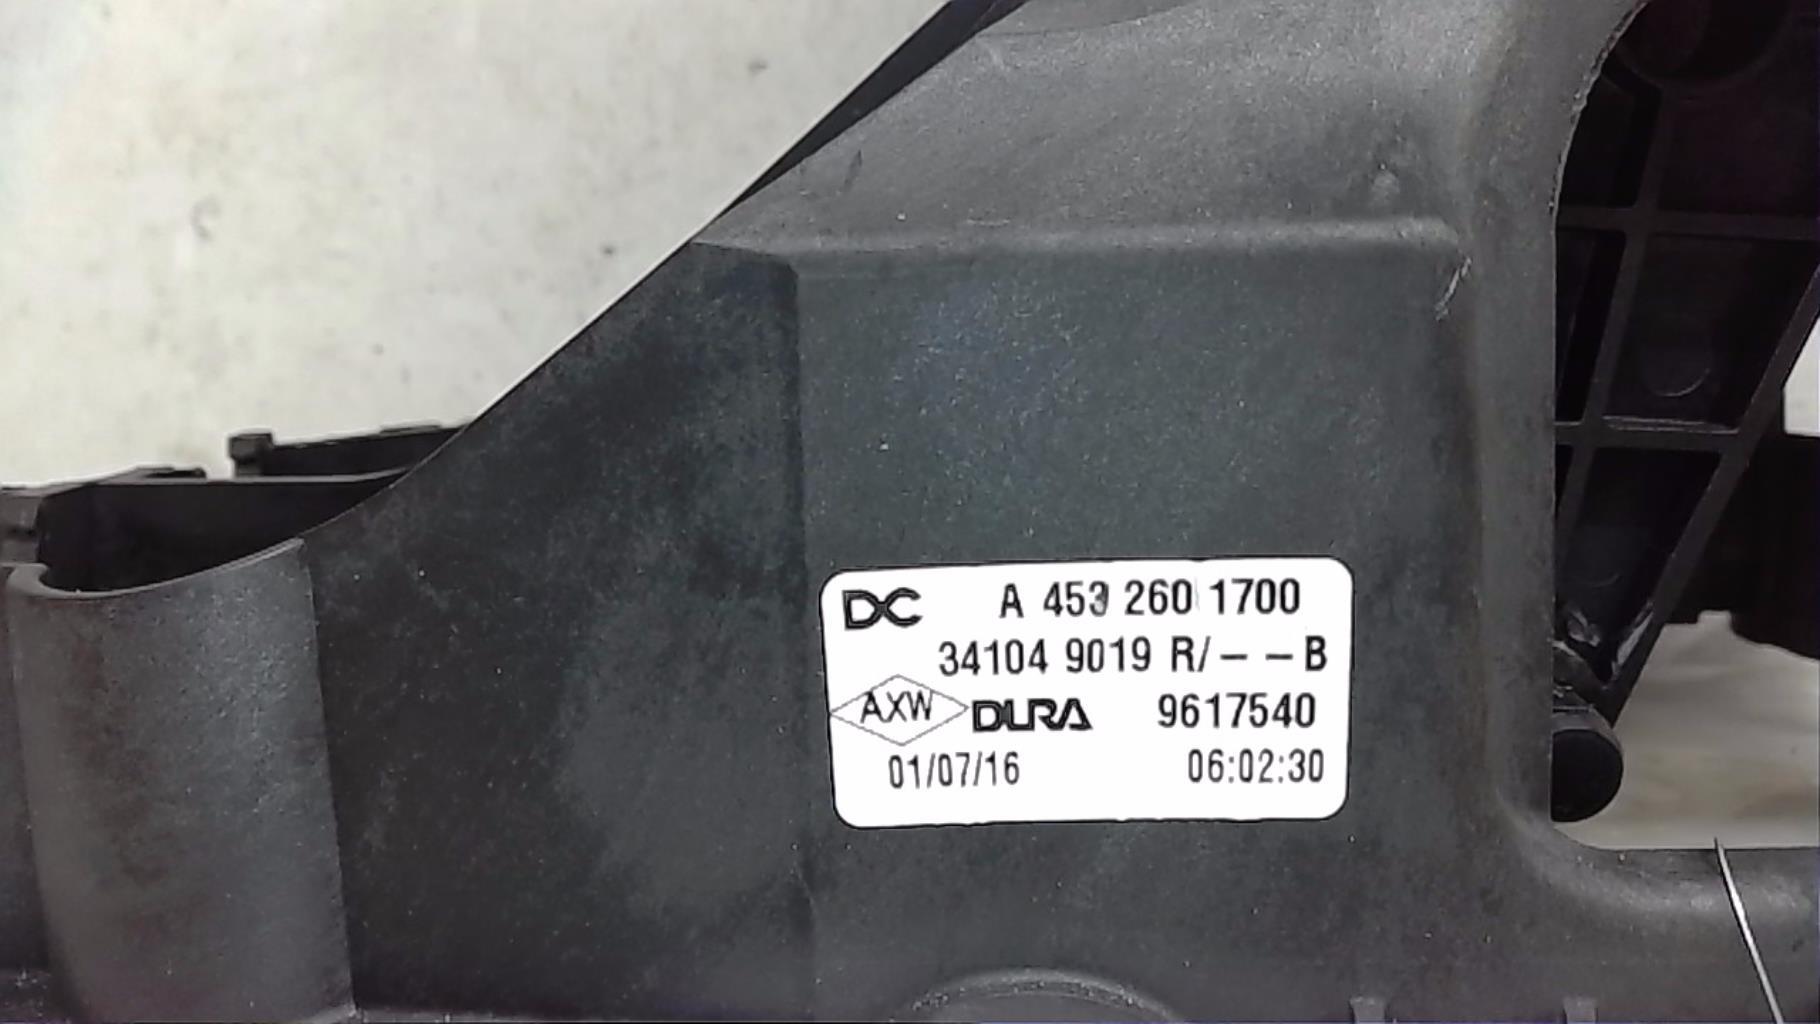 DC A 453 260 1700
34104 9019 R/– –B
AXW DURA 9617540
01/07/16 06:02:30